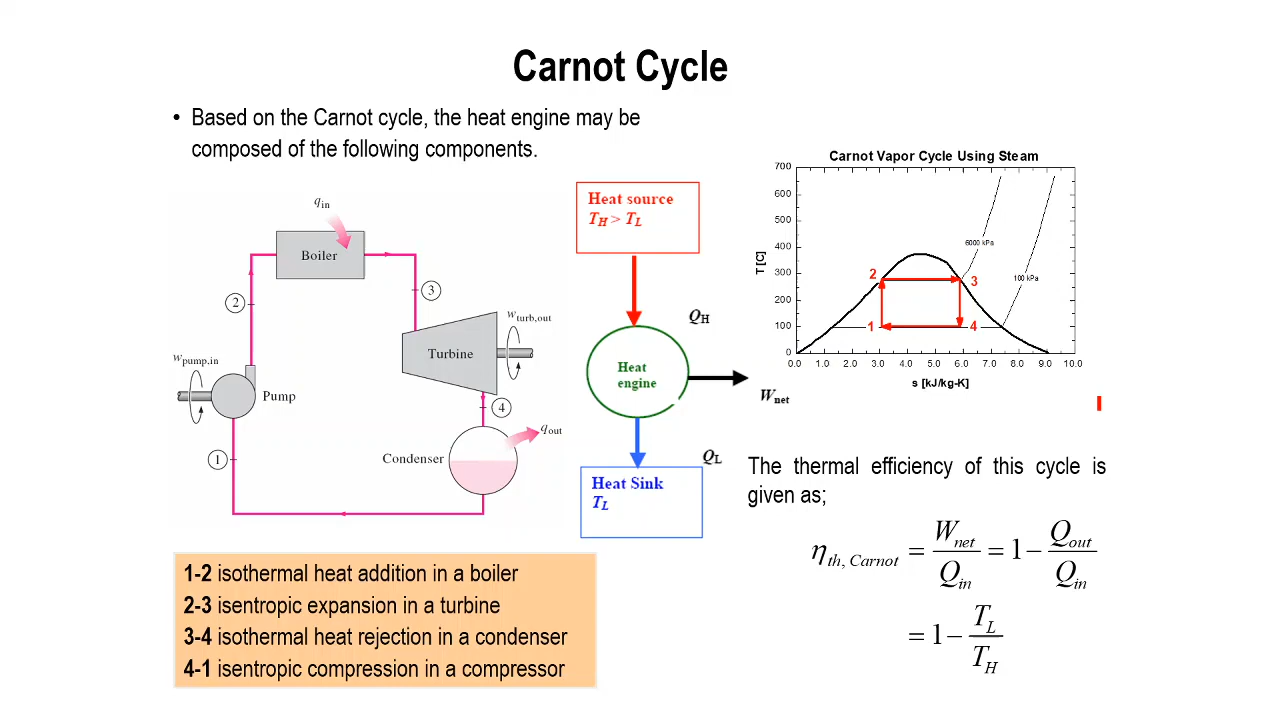 Carnot Cycle
• Based on the Carnot cycle, the heat engine may be
composed of the following components.
q_in
Boiler
2
3
w_turb,out
Turbine
w_pump,in
Pump
4
q_out
1
Condenser
Heat source
T_H > T_L
Q_H
Heat
engine
W_net
Q_L
Heat Sink
T_L
Carnot Vapor Cycle Using Steam
700
600
500
400
300
200
100
0
T [C]
6000 kPa
100 kPa
2
3
1
4
0.0 1.0 2.0 3.0 4.0 5.0 6.0 7.0 8.0 9.0 10.0
s [kJ/kg-K]
The thermal efficiency of this cycle is
given as;
η_th, Carnot = W_net / Q_in = 1 − Q_out / Q_in
= 1 − T_L / T_H
1-2 isothermal heat addition in a boiler
2-3 isentropic expansion in a turbine
3-4 isothermal heat rejection in a condenser
4-1 isentropic compression in a compressor